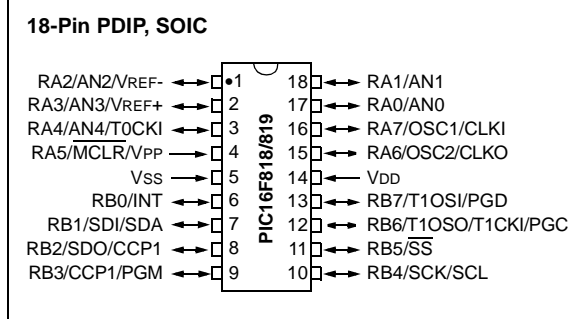 18-Pin PDIP, SOIC
RA2/AN2/VREF- 1 18 RA1/AN1
RA3/AN3/VREF+ 2 17 RA0/AN0
RA4/AN4/T0CKI 3 16 RA7/OSC1/CLKI
RA5/MCLR/VPP 4 15 RA6/OSC2/CLKO
VSS 5 14 VDD
RB0/INT 6 13 RB7/T1OSI/PGD
RB1/SDI/SDA 7 12 RB6/T1OSO/T1CKI/PGC
RB2/SDO/CCP1 8 11 RB5/SS
RB3/CCP1/PGM 9 10 RB4/SCK/SCL
PIC16F818/819